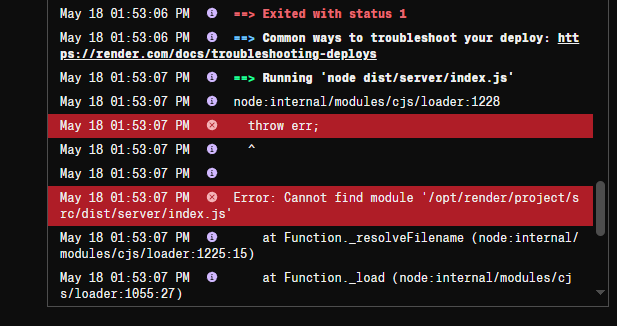 May 18 01:53:06 PM ==> Exited with status 1
May 18 01:53:06 PM ==> Common ways to troubleshoot your deploy: htt
ps://render.com/docs/troubleshooting-deploys
May 18 01:53:07 PM ==> Running 'node dist/server/index.js'
May 18 01:53:07 PM node:internal/modules/cjs/loader:1228
May 18 01:53:07 PM throw err;
May 18 01:53:07 PM ^
May 18 01:53:07 PM
May 18 01:53:07 PM Error: Cannot find module '/opt/render/project/s
rc/dist/server/index.js'
May 18 01:53:07 PM at Function._resolveFilename (node:internal/
modules/cjs/loader:1225:15)
May 18 01:53:07 PM at Function._load (node:internal/modules/cj
s/loader:1055:27)